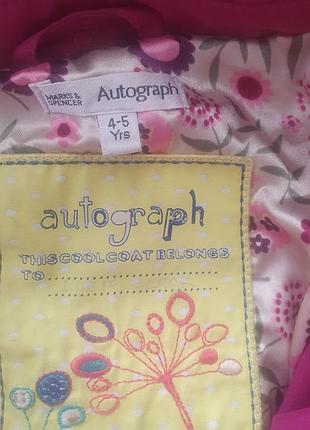 MARKS &
SPENCER
Autograph
4-5
Yrs
autograph
THIS COOL COAT BELONGS
TO